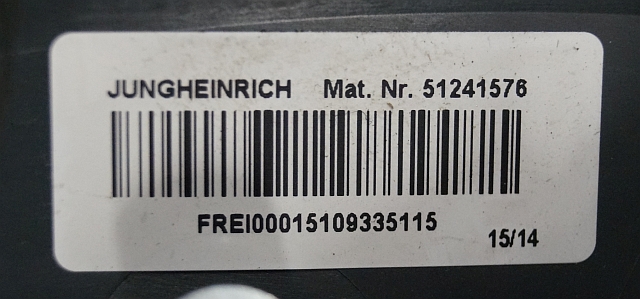 JUNGHEINRICH Mat. Nr. 51241576
FREI00015109335115
15/14